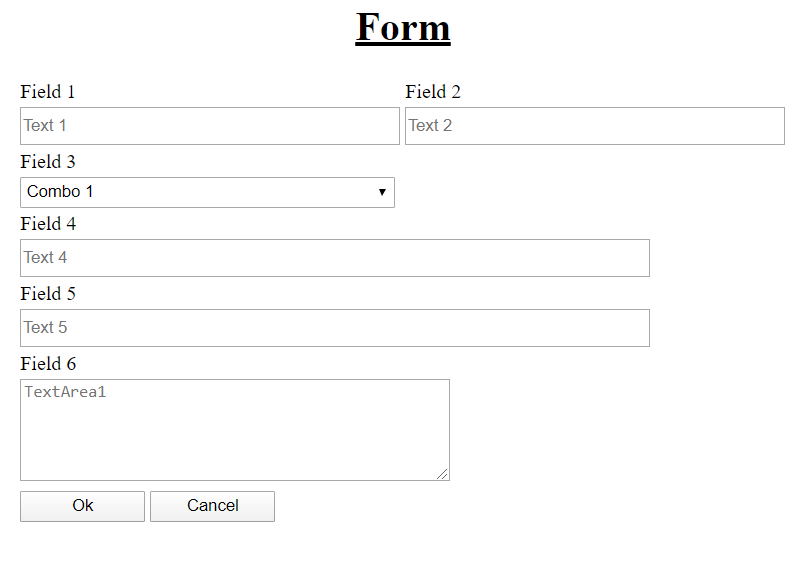 Form
Field 1 Field 2
Text 1 Text 2
Field 3
Combo 1
Field 4
Text 4
Field 5
Text 5
Field 6
TextArea1
Ok Cancel